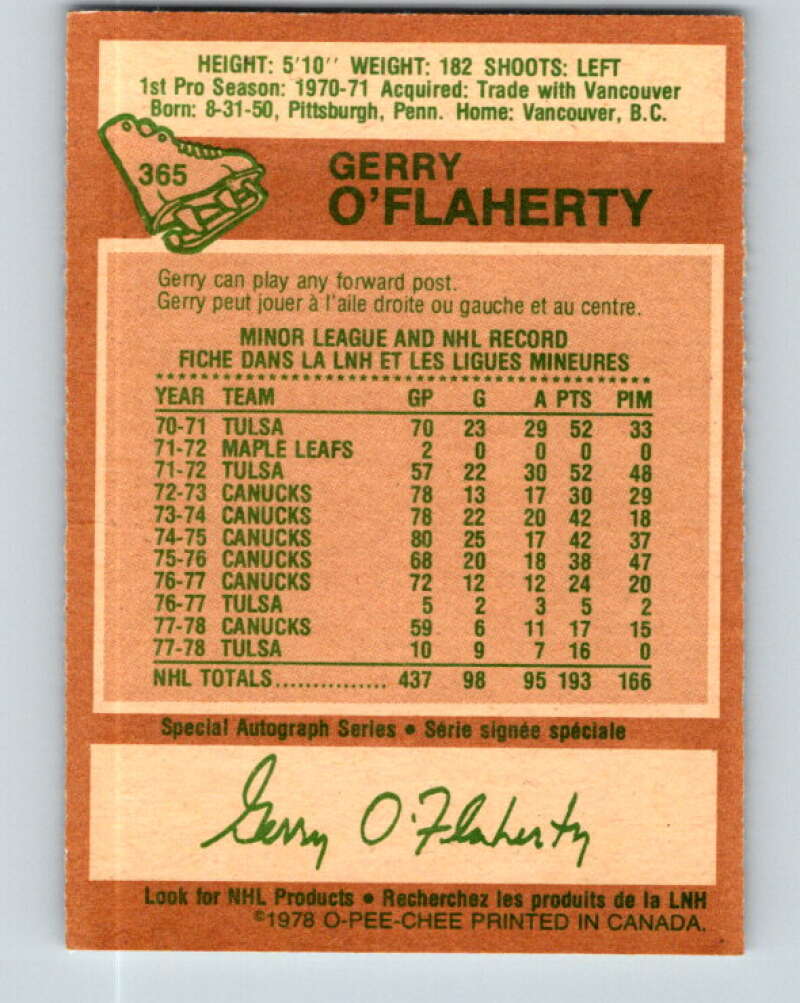 HEIGHT: 5'10'' WEIGHT: 182 SHOOTS: LEFT
1st Pro Season: 1970-71 Acquired: Trade with Vancouver
Born: 8-31-50, Pittsburgh, Penn. Home: Vancouver, B.C.
365
GERRY
O'FLAHERTY
Gerry can play any forward post.
Gerry peut jouer à l'aile droite ou gauche et au centre.
MINOR LEAGUE AND NHL RECORD
FICHE DANS LA LNH ET LES LIGUES MINEURES
YEAR TEAM GP G A PTS PIM
70-71 TULSA 70 23 29 52 33
71-72 MAPLE LEAFS 2 0 0 0 0
71-72 TULSA 57 22 30 52 48
72-73 CANUCKS 78 13 17 30 29
73-74 CANUCKS 78 22 20 42 18
74-75 CANUCKS 80 25 17 42 37
75-76 CANUCKS 68 20 18 38 47
76-77 CANUCKS 72 12 12 24 20
76-77 TULSA 5 2 3 5 2
77-78 CANUCKS 59 6 11 17 15
77-78 TULSA 10 9 7 16 0
NHL TOTALS............... 437 98 95 193 166
Special Autograph Series • Série signée spéciale
Gerry O'Flaherty
Look for NHL Products • Recherchez les produits de la LNH
©1978 O-PEE-CHEE PRINTED IN CANADA.